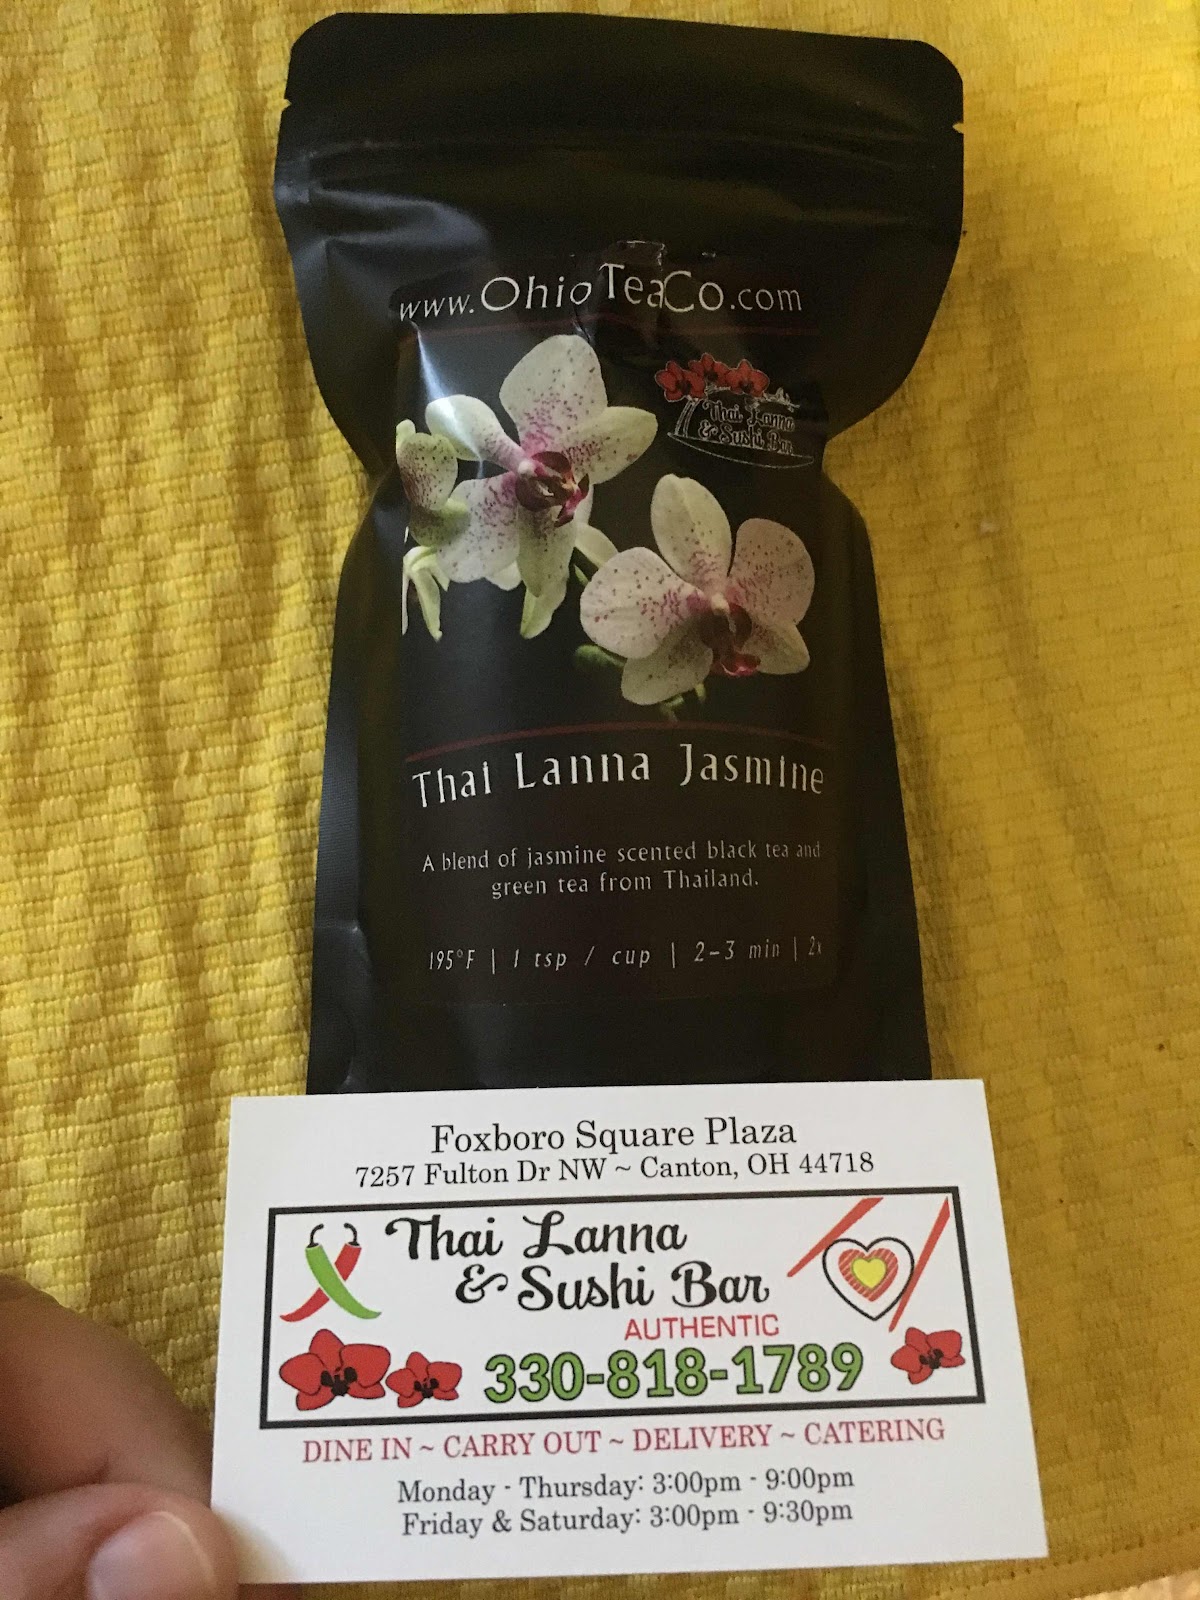 www.OhioTeaCo.com
Thai Lanna
& Sushi Bar
Thai Lanna Jasmine
A blend of jasmine scented black tea and
green tea from Thailand.
195°F | 1 tsp / cup | 2-3 min | 2x
Foxboro Square Plaza
7257 Fulton Dr NW ~ Canton, OH 44718
Thai Lanna
& Sushi Bar
AUTHENTIC
330-818-1789
DINE IN ~ CARRY OUT ~ DELIVERY ~ CATERING
Monday - Thursday: 3:00pm - 9:00pm
Friday & Saturday: 3:00pm - 9:30pm